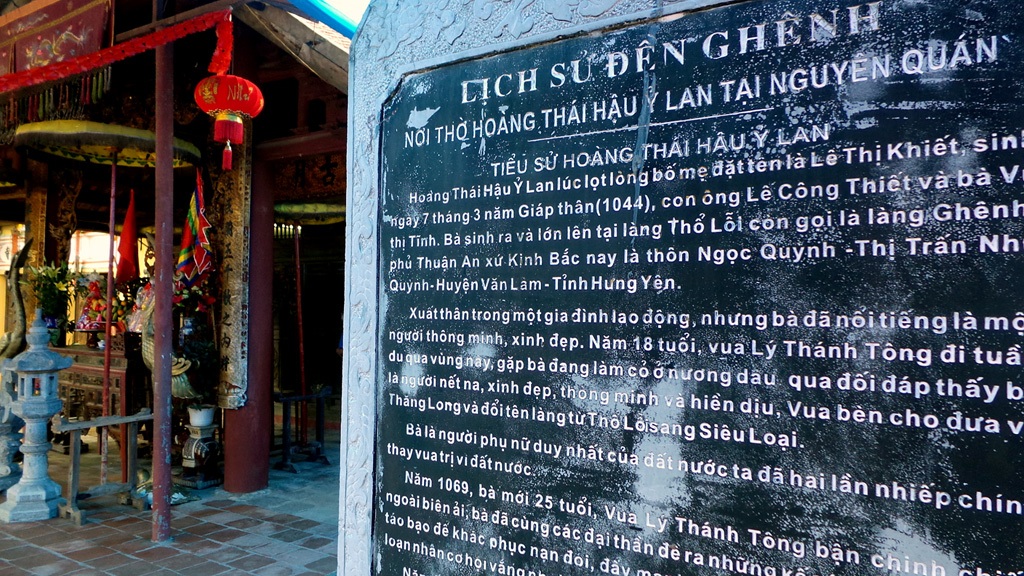 LỊCH SỬ ĐỀN GHÊNH
NƠI THỜ HOÀNG THÁI HẬU Ỷ LAN TẠI NGUYÊN QUÁN
TIỂU SỬ HOÀNG THÁI HẬU Ỷ LAN
Hoàng Thái Hậu Ỷ Lan lúc lọt lòng bố mẹ đặt tên là Lê Thị Khiết, sinh
ngày 7 tháng 3 năm Giáp thân(1044), con ông Lê Công Thiết và bà
thị Tĩnh. Bà sinh ra và lớn lên tại làng Thổ Lỗi còn gọi là làng Ghênh
phủ Thuận An xứ Kinh Bắc nay là thôn Ngọc Quỳnh -Thị Trấn
Quỳnh-Huyện Văn Lâm - Tỉnh Hưng Yên.
Xuất thân trong một gia đình lao động, nhưng bà đã nổi tiếng là
người thông minh, xinh đẹp. Năm 18 tuổi, vua Lý Thánh Tông đi
du qua vùng này, gặp bà đang làm cỏ ở nương dâu qua đối đáp thấy
là người nết na, xinh đẹp, thông minh và hiền dịu, Vua bèn cho đưa
Thăng Long và đổi tên làng từ Thổ Lỗi sang Siêu Loại.
Bà là người phụ nữ duy nhất của đất nước ta đã hai lần nhiếp
thay vua trị vì đất nước.
Năm 1069, bà mới 25 tuổi, Vua Lý Thánh Tông bận chinh
ngoài biên ải; bà đã cùng các đại thần đề ra những
táo bạo để khắc phục nạn đói, đẩy
loạn nhân cơ hội vắng